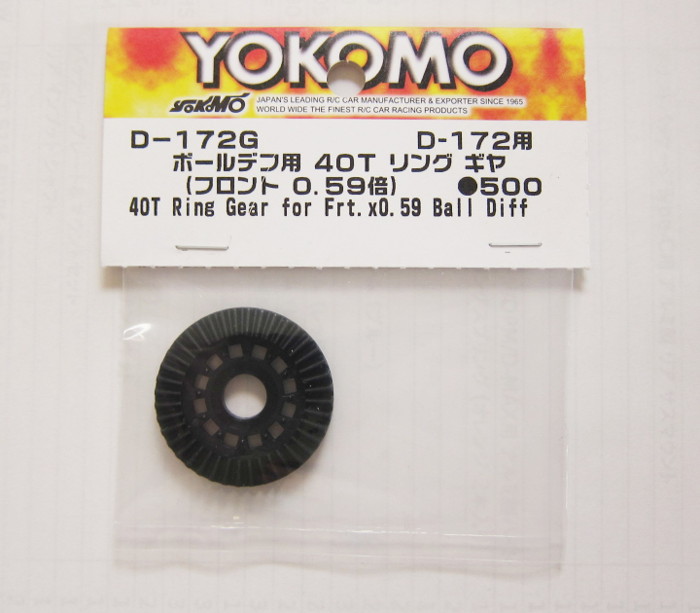 YOKOMO
YOKOMO JAPAN'S LEADING R/C CAR MANUFACTURER & EXPORTER SINCE 1965
WORLD WIDE THE FINEST R/C CAR RACING PRODUCTS
D-172G D-172用
ボールデフ用 40T リング ギヤ
(フロント 0.59倍) ●500
40T Ring Gear for Frt.x0.59 Ball Diff